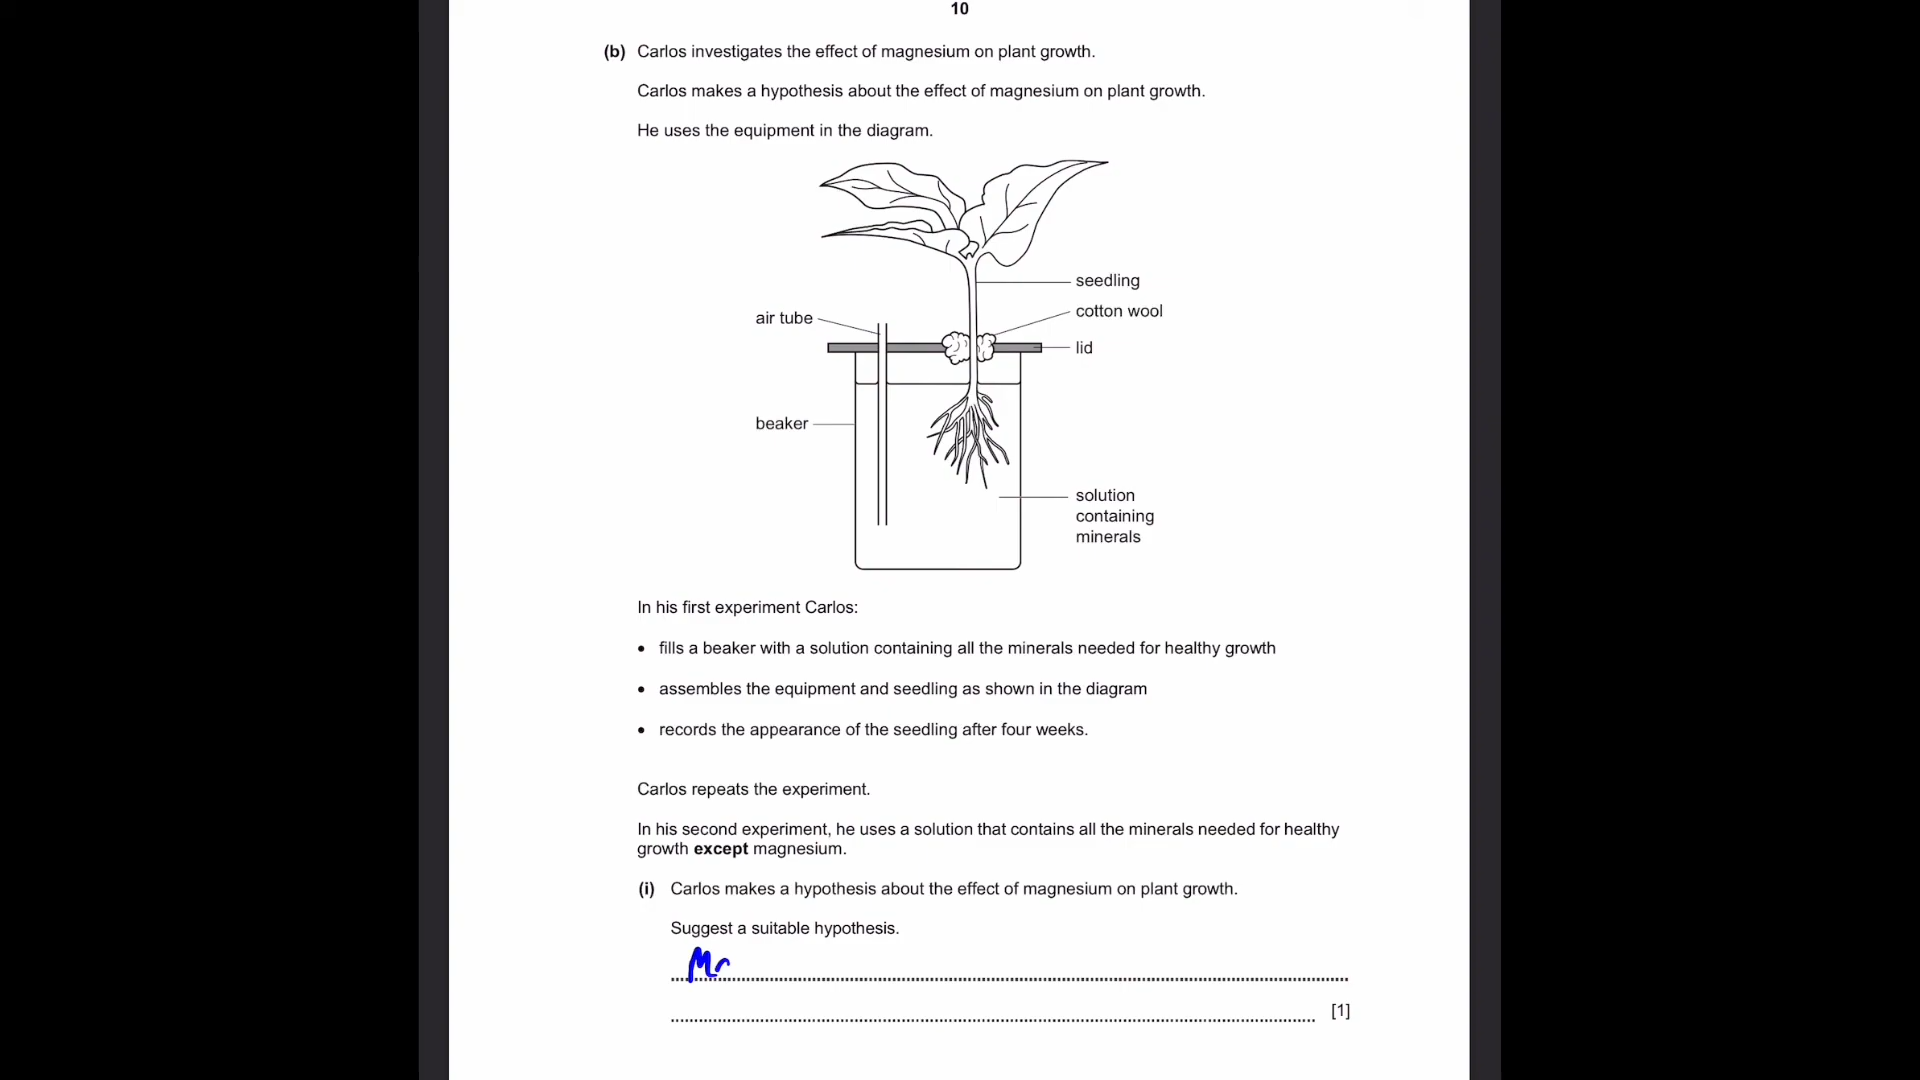 10
(b) Carlos investigates the effect of magnesium on plant growth.
Carlos makes a hypothesis about the effect of magnesium on plant growth.
He uses the equipment in the diagram.
seedling
cotton wool
air tube
lid
beaker
solution
containing
minerals
In his first experiment Carlos:
• fills a beaker with a solution containing all the minerals needed for healthy growth
• assembles the equipment and seedling as shown in the diagram
• records the appearance of the seedling after four weeks.
Carlos repeats the experiment.
In his second experiment, he uses a solution that contains all the minerals needed for healthy
growth except magnesium.
(i) Carlos makes a hypothesis about the effect of magnesium on plant growth.
Suggest a suitable hypothesis.
[1]